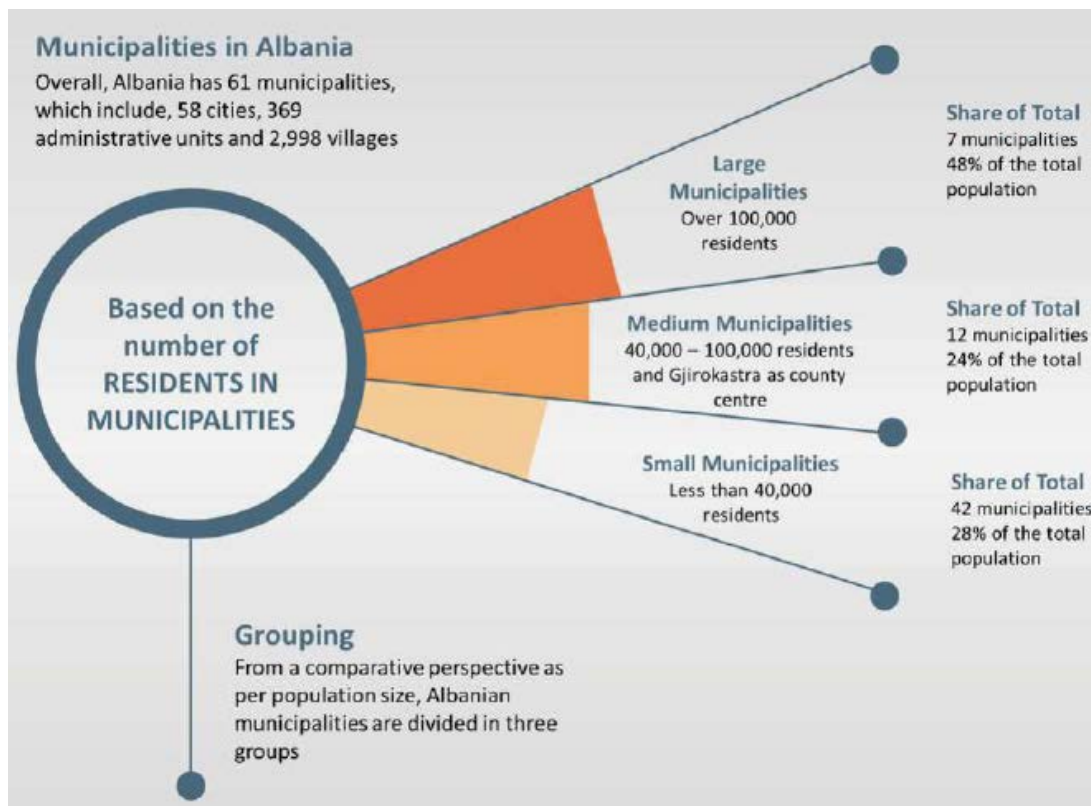 Municipalities in Albania
Overall, Albania has 61 municipalities,
which include, 58 cities, 369
administrative units and 2,998 villages
Based on the
number of
RESIDENTS IN
MUNICIPALITIES
Large
Municipalities
Over 100,000
residents
Share of Total
7 municipalities
48% of the total
population
Medium Municipalities
40,000 – 100,000 residents
and Gjirokastra as county
centre
Share of Total
12 municipalities
24% of the total
population
Small Municipalities
Less than 40,000
residents
Share of Total
42 municipalities
28% of the total
population
Grouping
From a comparative perspective as
per population size, Albanian
municipalities are divided in three
groups